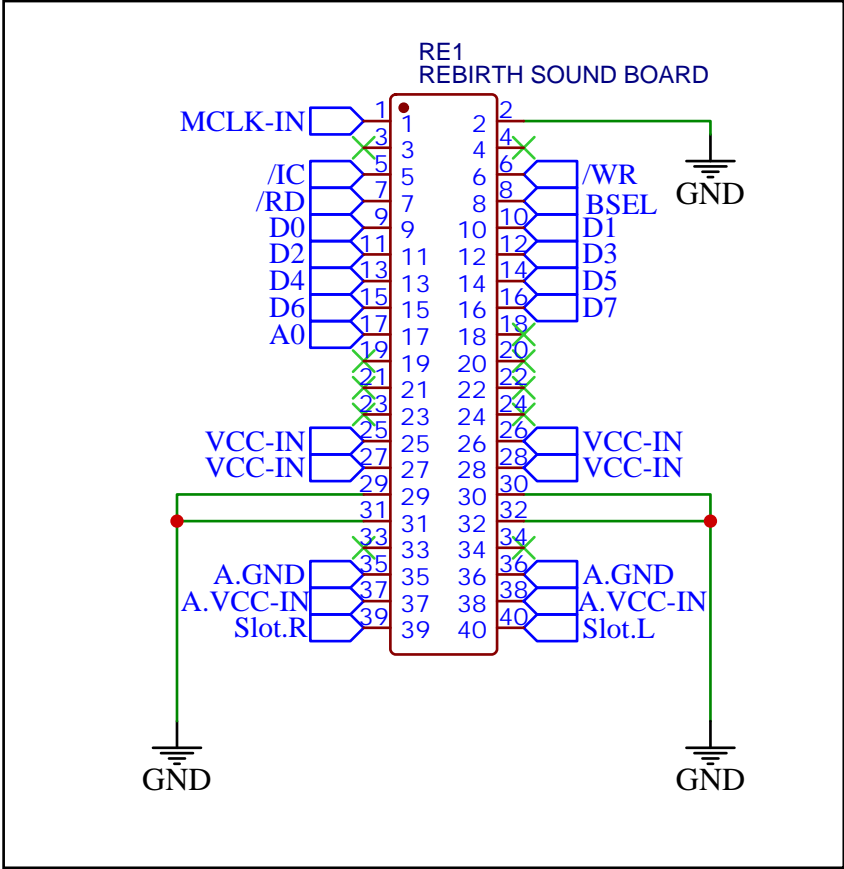 RE1
REBIRTH SOUND BOARD
MCLK-IN 1 1 2 2
3 3 4 4
/IC 5 5 6 6 /WR
/RD 7 7 8 8 BSEL
D0 9 9 10 10 D1
D2 11 11 12 12 D3
D4 13 13 14 14 D5
D6 15 15 16 16 D7
A0 17 17 18 18
19 19 20 20
21 21 22 22
23 23 24 24
VCC-IN 25 25 26 26 VCC-IN
VCC-IN 27 27 28 28 VCC-IN
29 29 30 30
31 31 32 32
33 33 34 34
A.GND 35 35 36 36 A.GND
A.VCC-IN 37 37 38 38 A.VCC-IN
Slot.R 39 39 40 40 Slot.L
GND
GND
GND